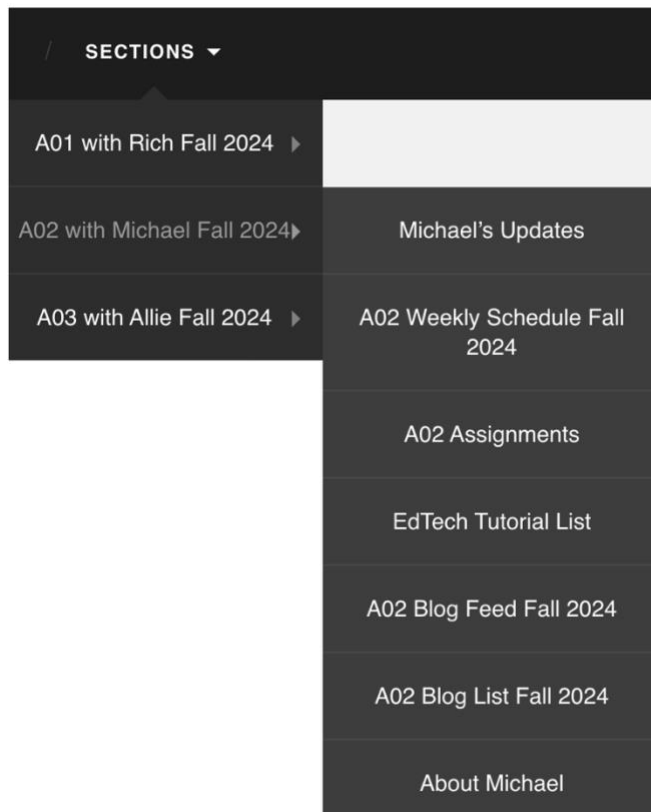 / SECTIONS
A01 with Rich Fall 2024
A02 with Michael Fall 2024
A03 with Allie Fall 2024
Michael’s Updates
A02 Weekly Schedule Fall
2024
A02 Assignments
EdTech Tutorial List
A02 Blog Feed Fall 2024
A02 Blog List Fall 2024
About Michael